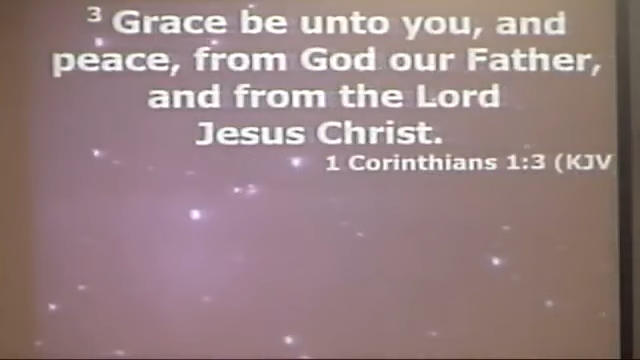 3 Grace be unto you, and
peace, from God our Father,
and from the Lord
Jesus Christ.
1 Corinthians 1:3 (KJV